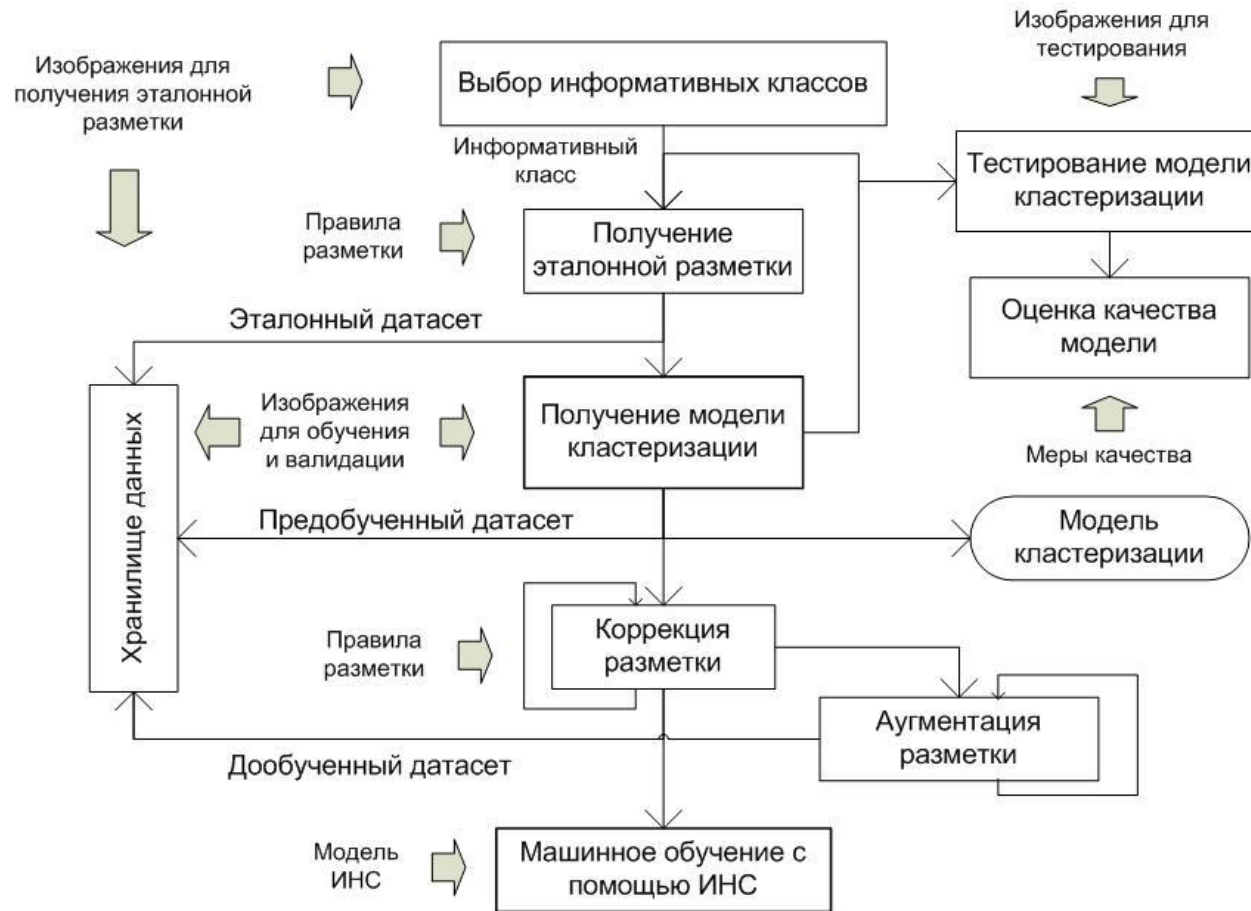 Изображения для
получения эталонной
разметки
Выбор информативных классов
Изображения для
тестирования
Информативный
класс
Тестирование модели
кластеризации
Правила
разметки
Получение
эталонной разметки
Эталонный датасет
Оценка качества
модели
Хранилище данных
Изображения
для обучения
и валидации
Получение модели
кластеризации
Меры качества
Предобученный датасет
Модель
кластеризации
Правила
разметки
Коррекция
разметки
Аугментация
разметки
Дообученный датасет
Модель
ИНС
Машинное обучение с
помощью ИНС